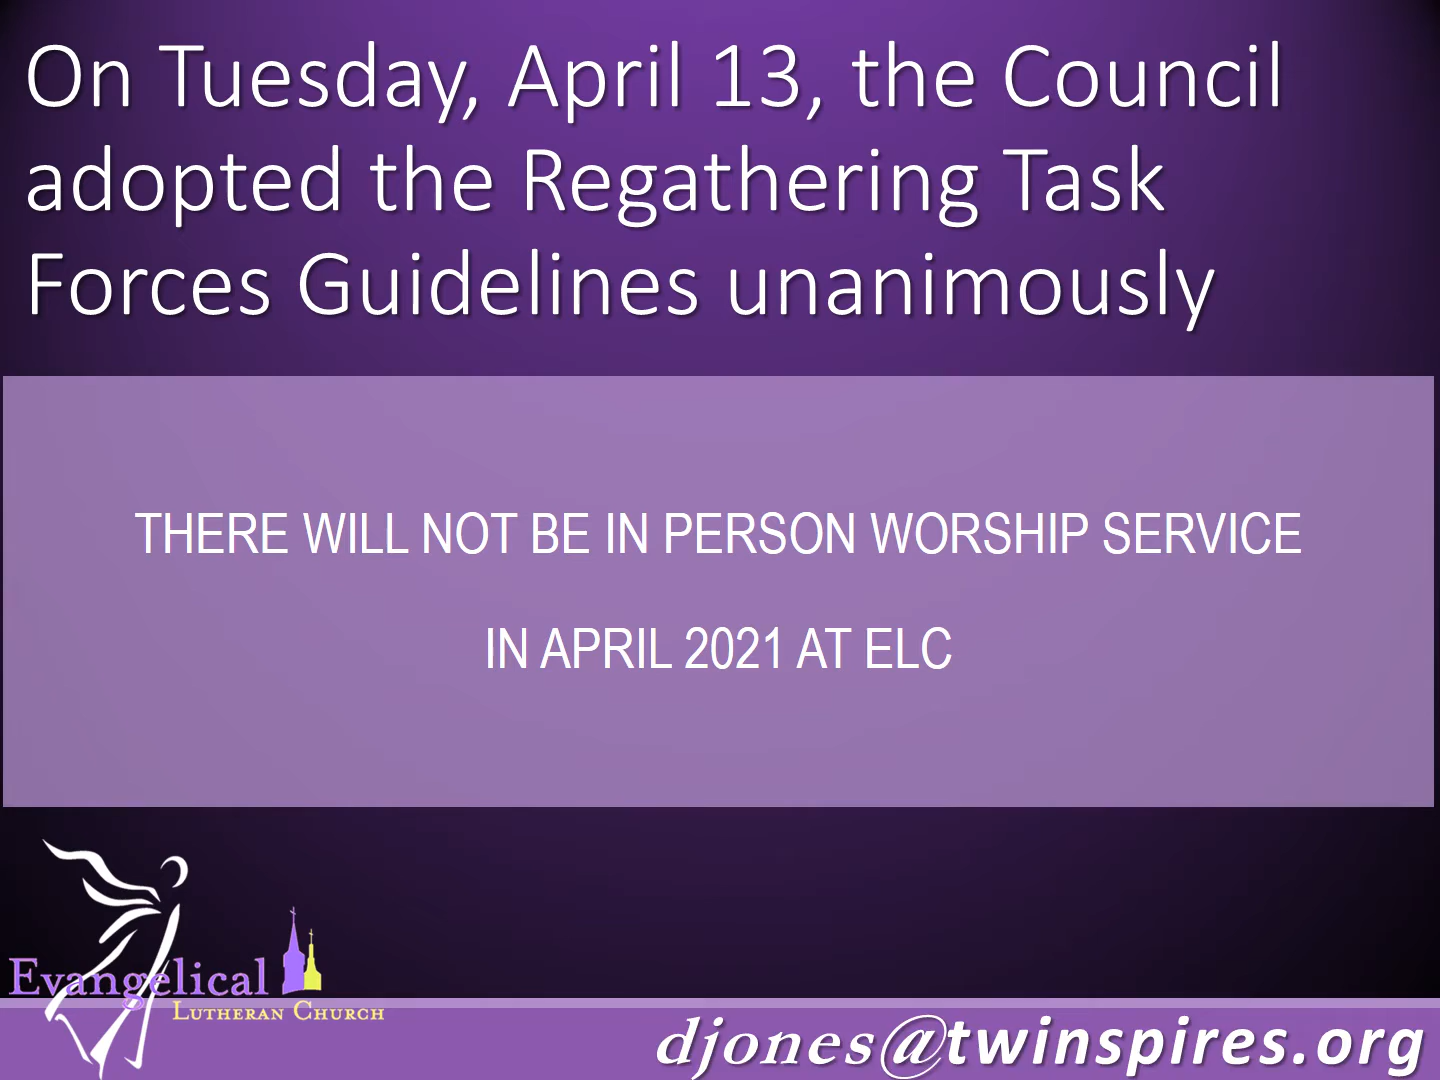 On Tuesday, April 13, the Council
adopted the Regathering Task
Forces Guidelines unanimously
THERE WILL NOT BE IN PERSON WORSHIP SERVICE
IN APRIL 2021 AT ELC
Evangelical
Lutheran Church
djones@twinspires.org